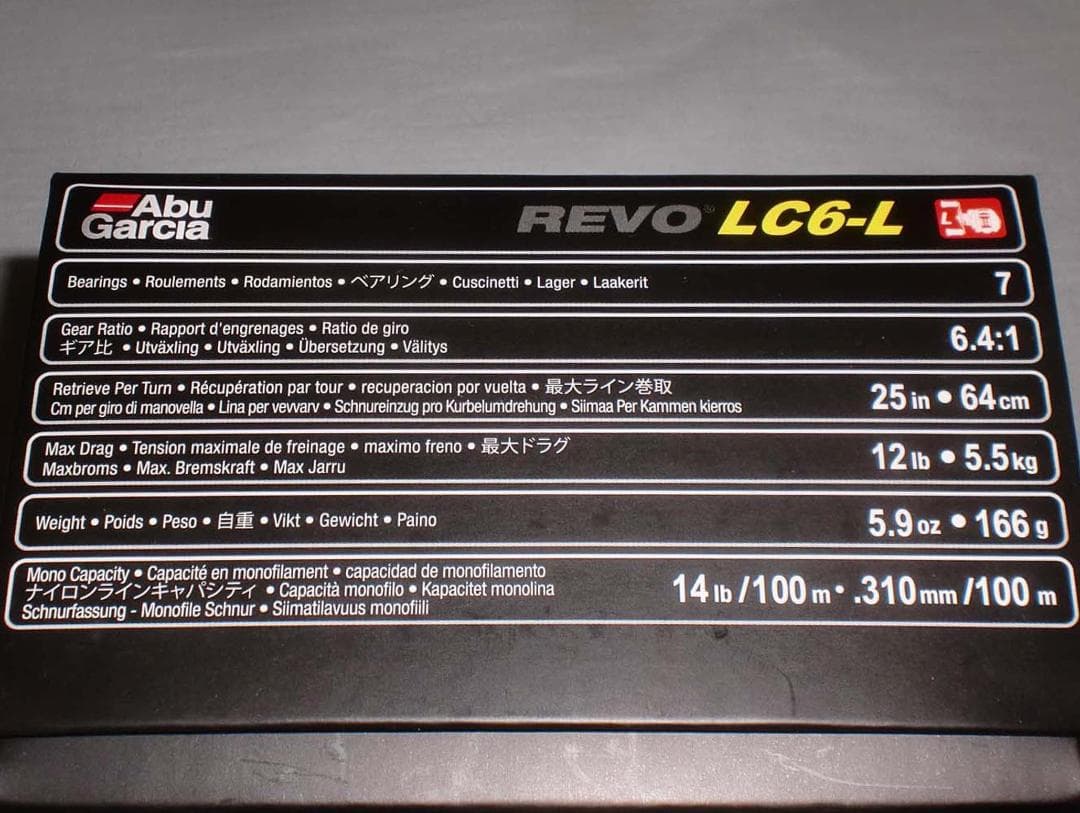 Abu
Garcia
REVO® LC6-L
L
Bearings • Roulements • Rodamientos • ベアリング • Cuscinetti • Lager • Laakerit
7
Gear Ratio • Rapport d'engrenages • Ratio de giro
ギア比 • Utväxling • Utväxling • Übersetzung • Välitys
6.4:1
Retrieve Per Turn • Récupération par tour • recuperacion por vuelta • 最大ライン巻取
Cm per giro di manovella • Lina per vevvarv • Schnureinzug pro Kurbelumdrehung • Siimaa Per Kammen kierros
25 in • 64 cm
Max Drag • Tension maximale de freinage • maximo freno • 最大ドラグ
Maxbroms • Max. Bremskraft • Max Jarru
12 lb • 5.5 kg
Weight • Poids • Peso • 自重 • Vikt • Gewicht • Paino
5.9 oz • 166 g
Mono Capacity • Capacité en monofilament • capacidad de monofilamento
ナイロンラインキャパシティ • Capacità monofilo • Kapacitet monolina
Schnurfassung - Monofile Schnur • Siimatilavuus monofiili
14 lb /100 m • .310 mm /100 m